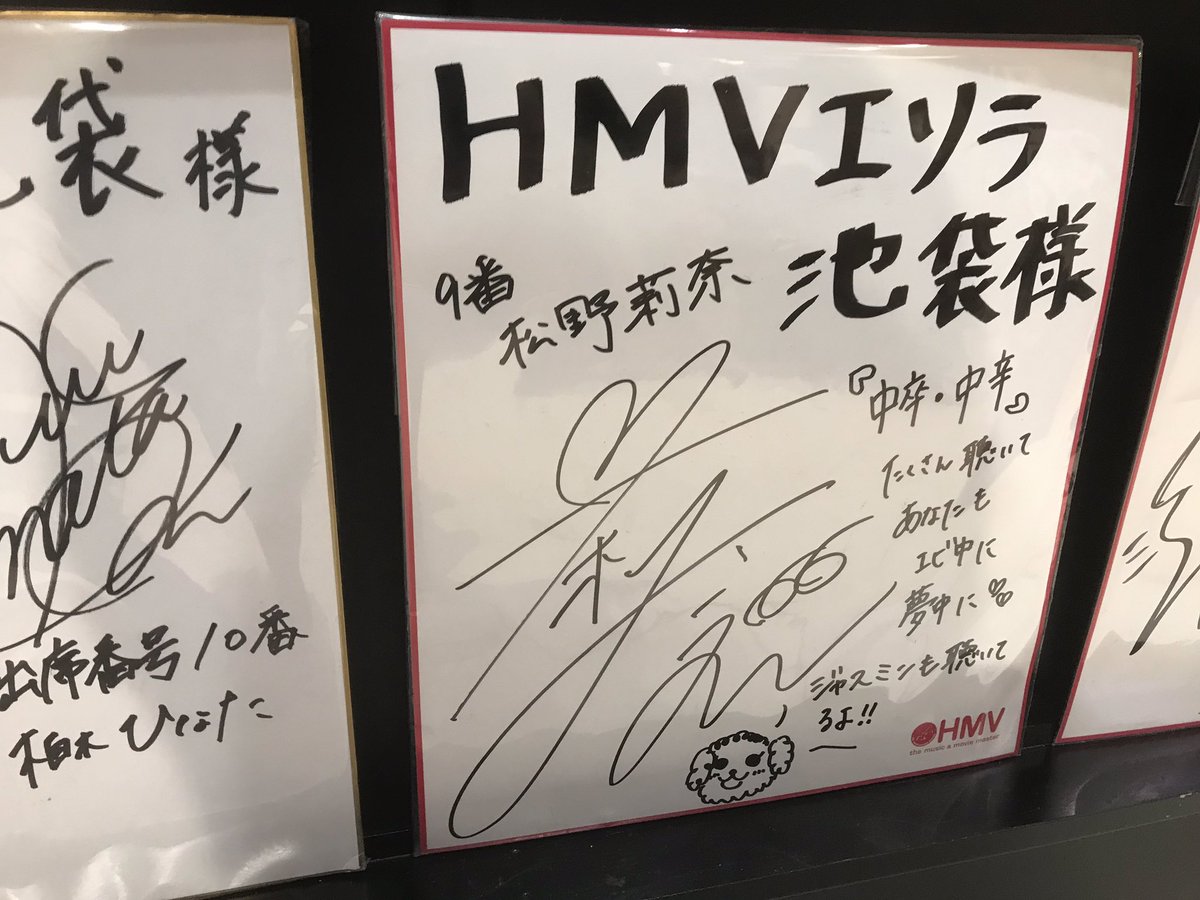 袋様
出席番号10番
柏木ひなた
HMVエソラ
池袋様
9番
松野莉奈
『中卒・中辛』
たくさん聴いて
あなたも
エビ中に
夢中に
ジャスミンも聴いて
るよ!!
HMV
the music & movie master